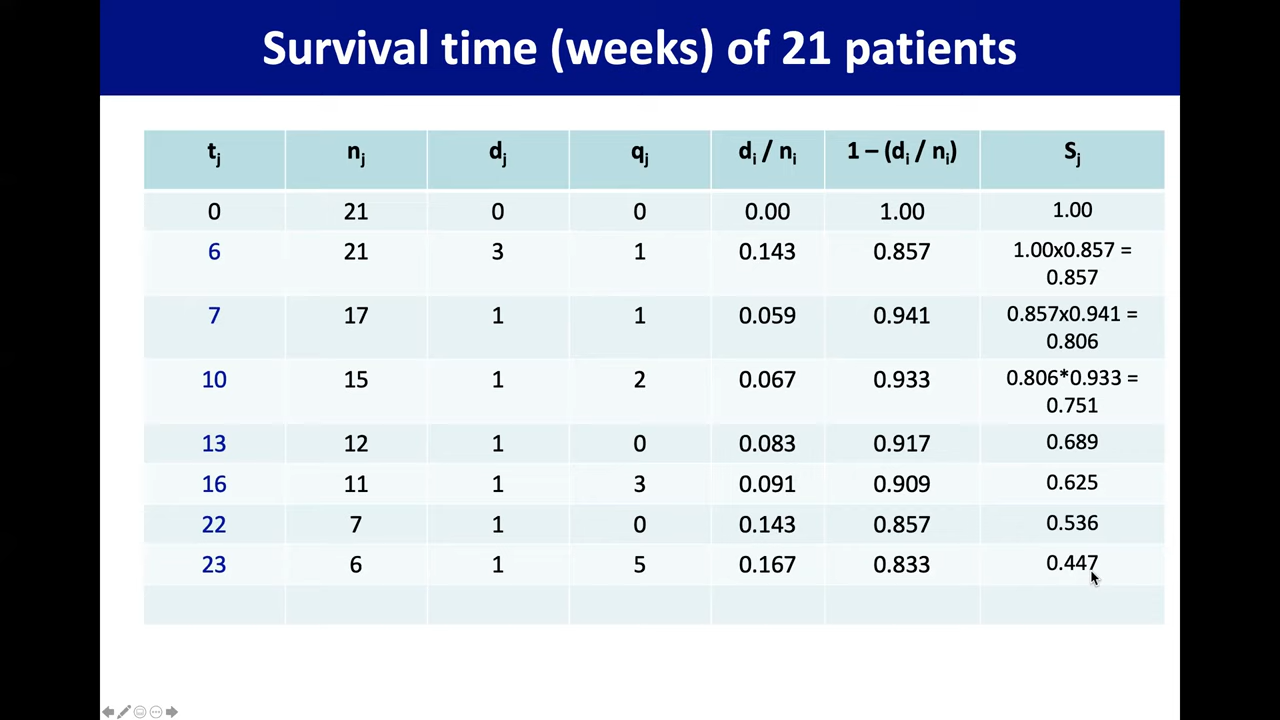 Survival time (weeks) of 21 patients
tj nj dj qj di / ni 1 – (di / ni) Sj
0 21 0 0 0.00 1.00 1.00
6 21 3 1 0.143 0.857 1.00x0.857 =
0.857
7 17 1 1 0.059 0.941 0.857x0.941 =
0.806
10 15 1 2 0.067 0.933 0.806*0.933 =
0.751
13 12 1 0 0.083 0.917 0.689
16 11 1 3 0.091 0.909 0.625
22 7 1 0 0.143 0.857 0.536
23 6 1 5 0.167 0.833 0.447